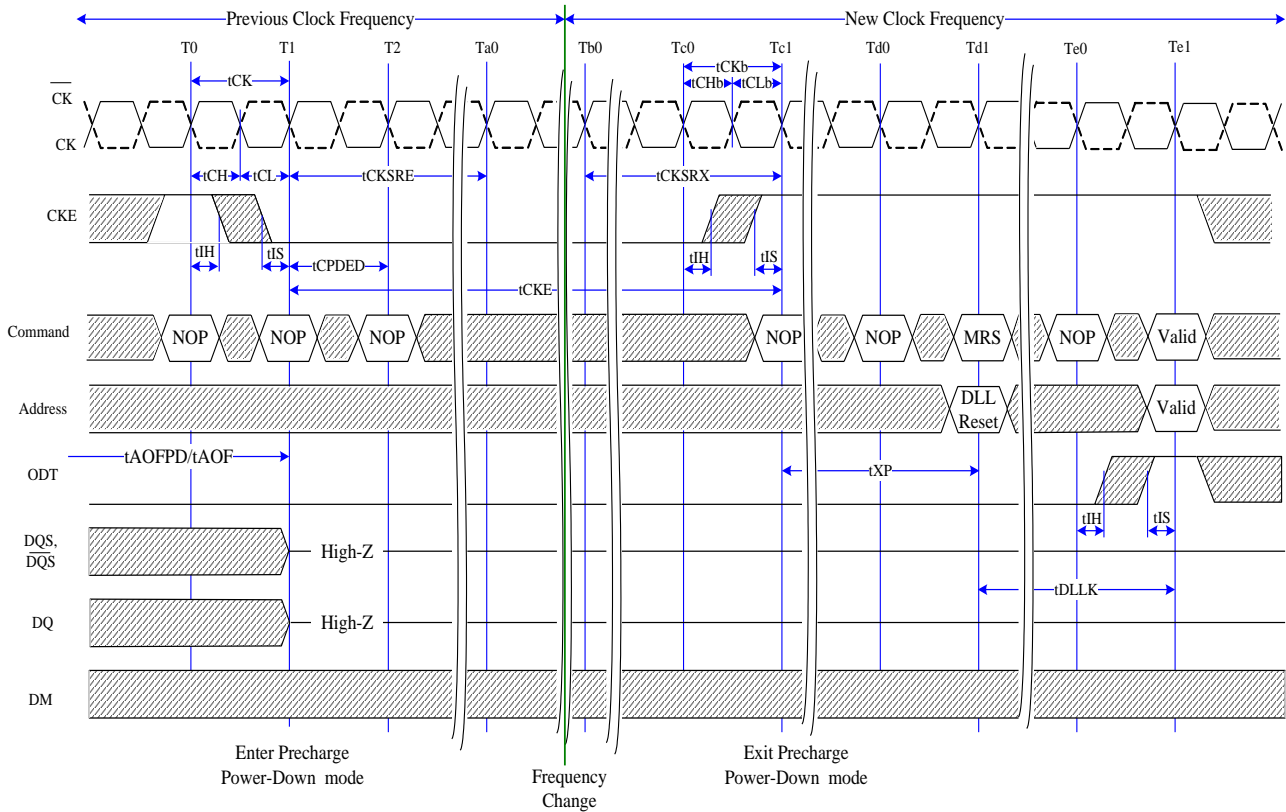 Previous Clock Frequency New Clock Frequency
T0 T1 T2 Ta0 Tb0 Tc0 Tc1 Td0 Td1 Te0 Te1
tCKb
tCK tCHb tCLb
CK
CK
tCH tCL tCKSRE tCKSRX
CKE
tIH tIS tIH tIS
tCPDED
tCKE
Command NOP NOP NOP NOP NOP MRS NOP Valid
Address DLL Reset Valid
tAOFPD/tAOF
ODT tXP
tIH tIS
DQS,
DQS High-Z
tDLLK
DQ High-Z
DM
Enter Precharge
Power-Down mode
Frequency
Change
Exit Precharge
Power-Down mode